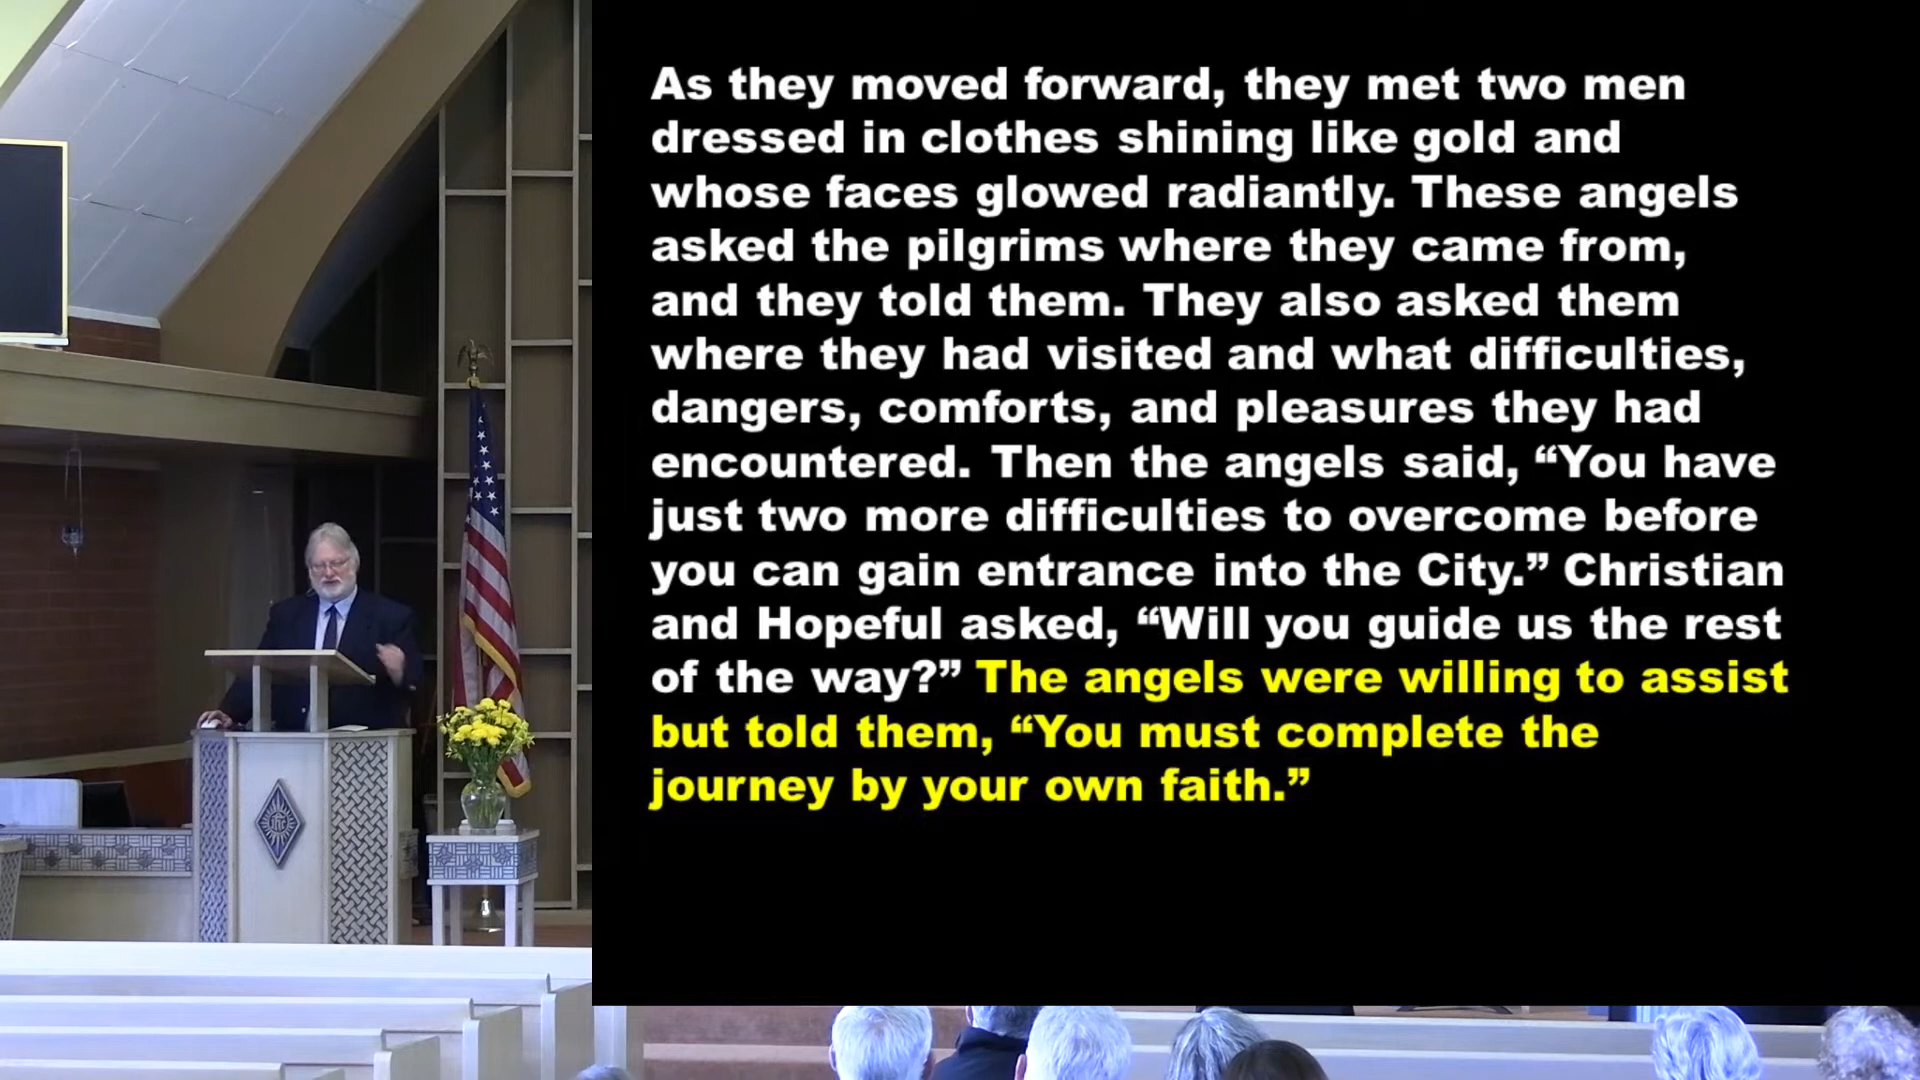 As they moved forward, they met two men
dressed in clothes shining like gold and
whose faces glowed radiantly. These angels
asked the pilgrims where they came from,
and they told them. They also asked them
where they had visited and what difficulties,
dangers, comforts, and pleasures they had
encountered. Then the angels said, “You have
just two more difficulties to overcome before
you can gain entrance into the City.” Christian
and Hopeful asked, “Will you guide us the rest
of the way?” The angels were willing to assist
but told them, “You must complete the
journey by your own faith.”